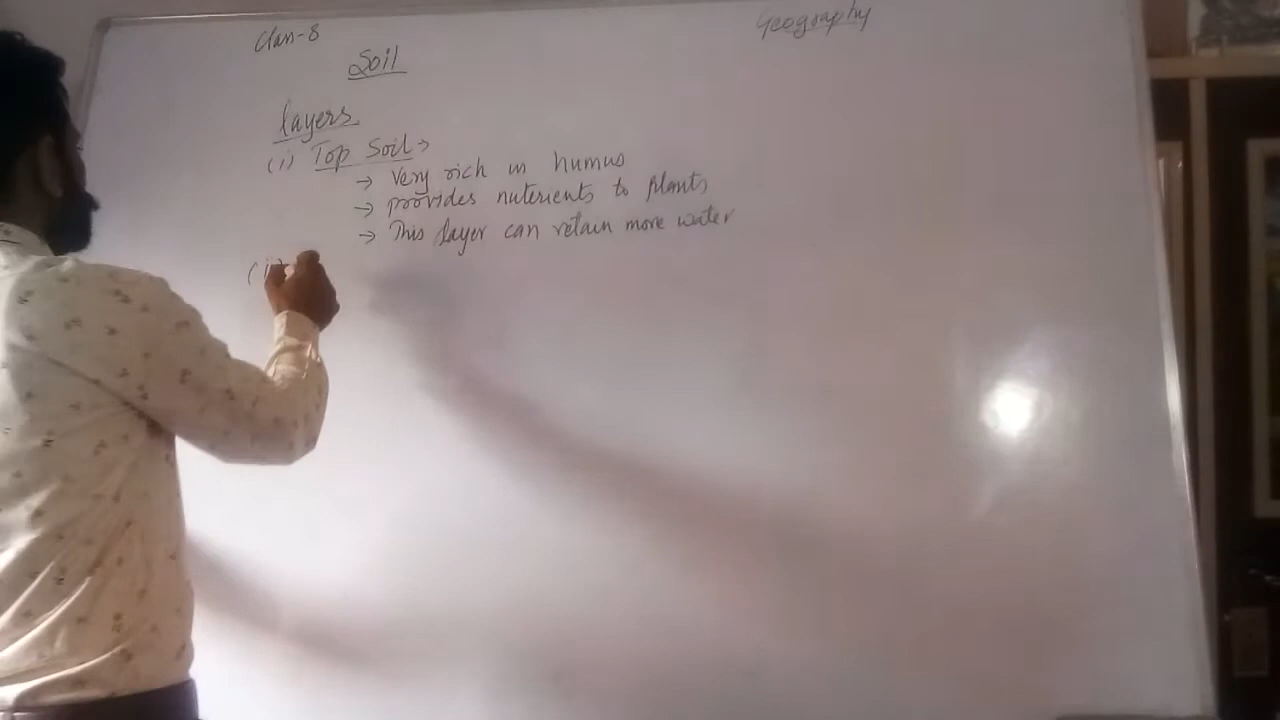 Class-8
Geography
Soil
layers
(i) Top Soil →
→ Very rich in humus
→ provides nuterients to plants
→ This layer can retain more water
(i